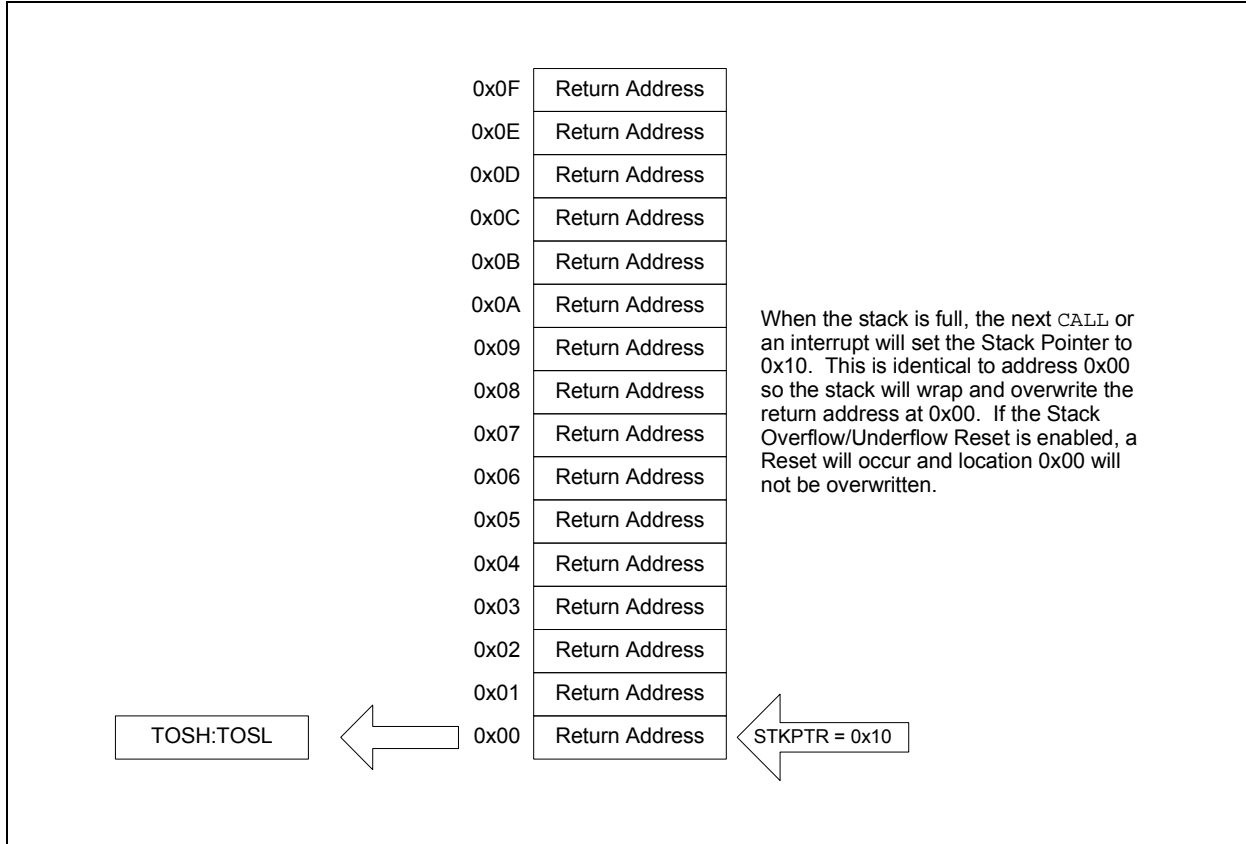 0x0F Return Address
0x0E Return Address
0x0D Return Address
0x0C Return Address
0x0B Return Address
0x0A Return Address
0x09 Return Address
0x08 Return Address
0x07 Return Address
0x06 Return Address
0x05 Return Address
0x04 Return Address
0x03 Return Address
0x02 Return Address
0x01 Return Address
TOSH:TOSL 0x00 Return Address STKPTR = 0x10
When the stack is full, the next CALL or
an interrupt will set the Stack Pointer to
0x10. This is identical to address 0x00
so the stack will wrap and overwrite the
return address at 0x00. If the Stack
Overflow/Underflow Reset is enabled, a
Reset will occur and location 0x00 will
not be overwritten.